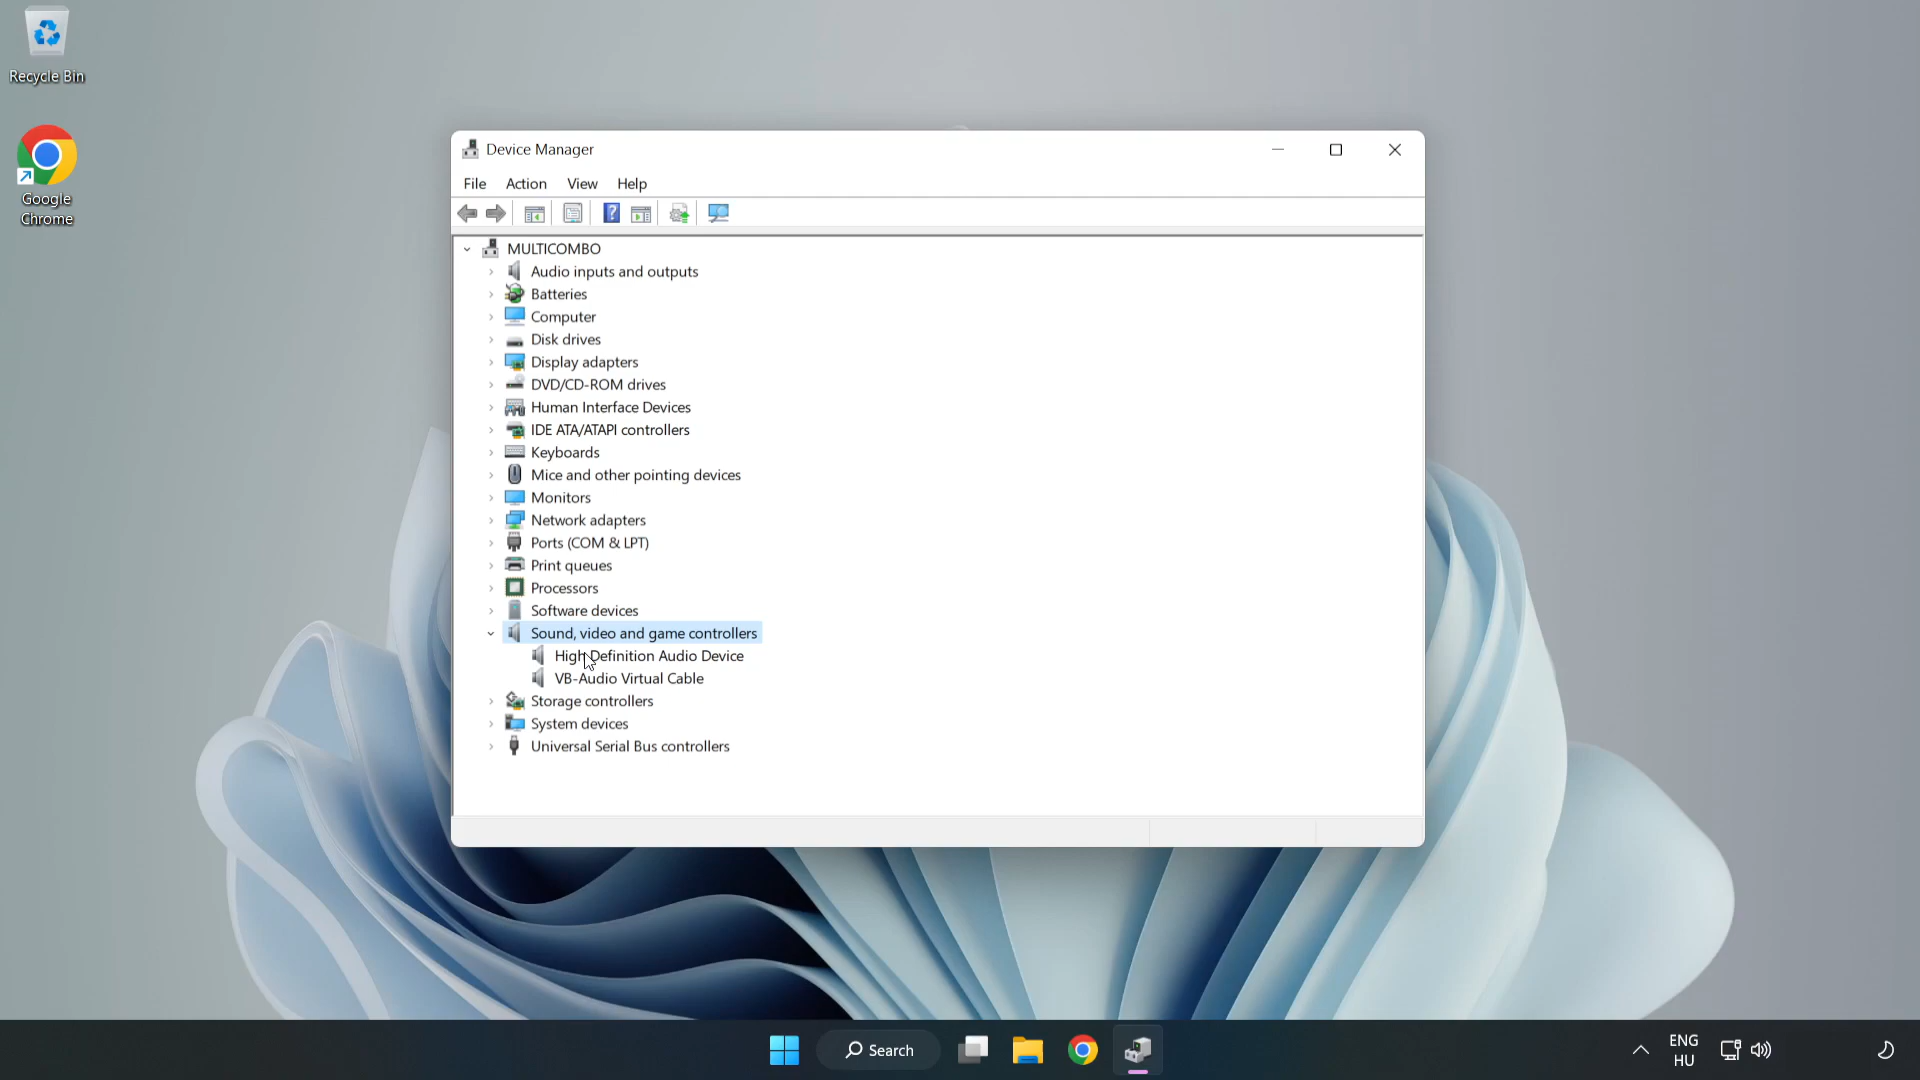 Recycle Bin
Google
Chrome
Device Manager
File Action View Help
MULTICOMBO
Audio inputs and outputs
Batteries
Computer
Disk drives
Display adapters
DVD/CD-ROM drives
Human Interface Devices
IDE ATA/ATAPI controllers
Keyboards
Mice and other pointing devices
Monitors
Network adapters
Ports (COM & LPT)
Print queues
Processors
Software devices
Sound, video and game controllers
High Definition Audio Device
VB-Audio Virtual Cable
Storage controllers
System devices
Universal Serial Bus controllers
Search
ENG
HU